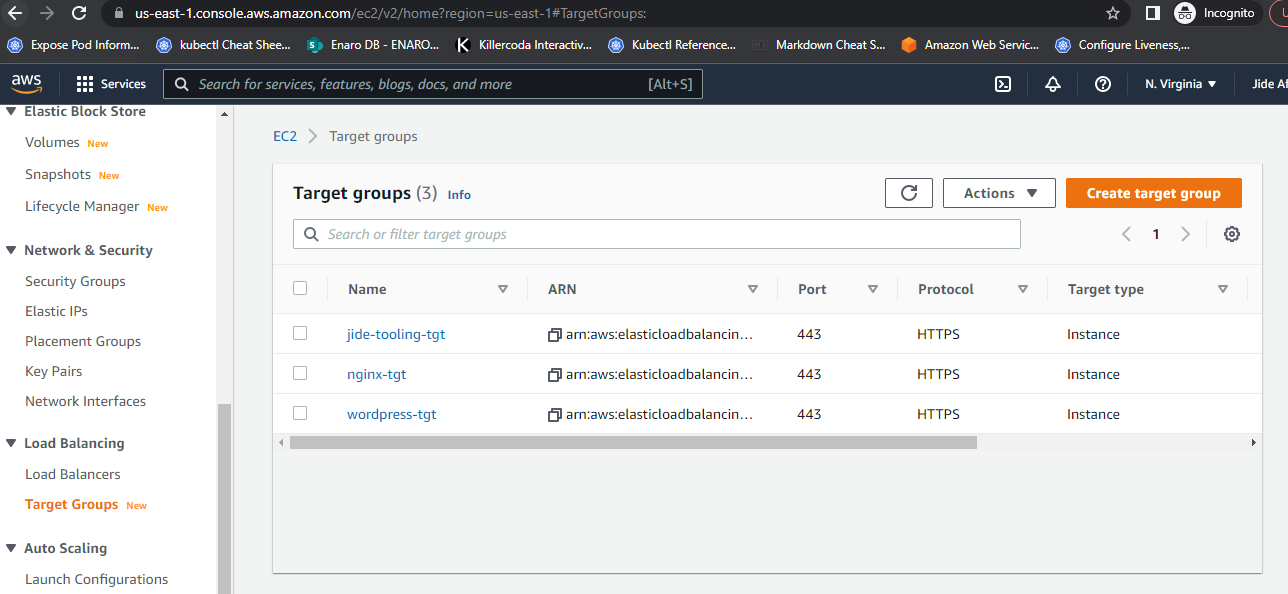 us-east-1.console.aws.amazon.com/ec2/v2/home?region=us-east-1#TargetGroups:
Incognito
Expose Pod Inform... kubectl Cheat Shee... Enaro DB - ENARO... Killercoda Interactiv... Kubectl Reference... Markdown Cheat S... Amazon Web Servic... Configure Liveness,...
aws Services Search for services, features, blogs, docs, and more [Alt+S] N. Virginia Jide Af
Elastic Block Store
Volumes New
Snapshots New
Lifecycle Manager New
Network & Security
Security Groups
Elastic IPs
Placement Groups
Key Pairs
Network Interfaces
Load Balancing
Load Balancers
Target Groups New
Auto Scaling
Launch Configurations
EC2 Target groups
Target groups (3) Info Actions Create target group
Search or filter target groups 1
Name ARN Port Protocol Target type
jide-tooling-tgt arn:aws:elasticloadbalancin... 443 HTTPS Instance
nginx-tgt arn:aws:elasticloadbalancin... 443 HTTPS Instance
wordpress-tgt arn:aws:elasticloadbalancin... 443 HTTPS Instance